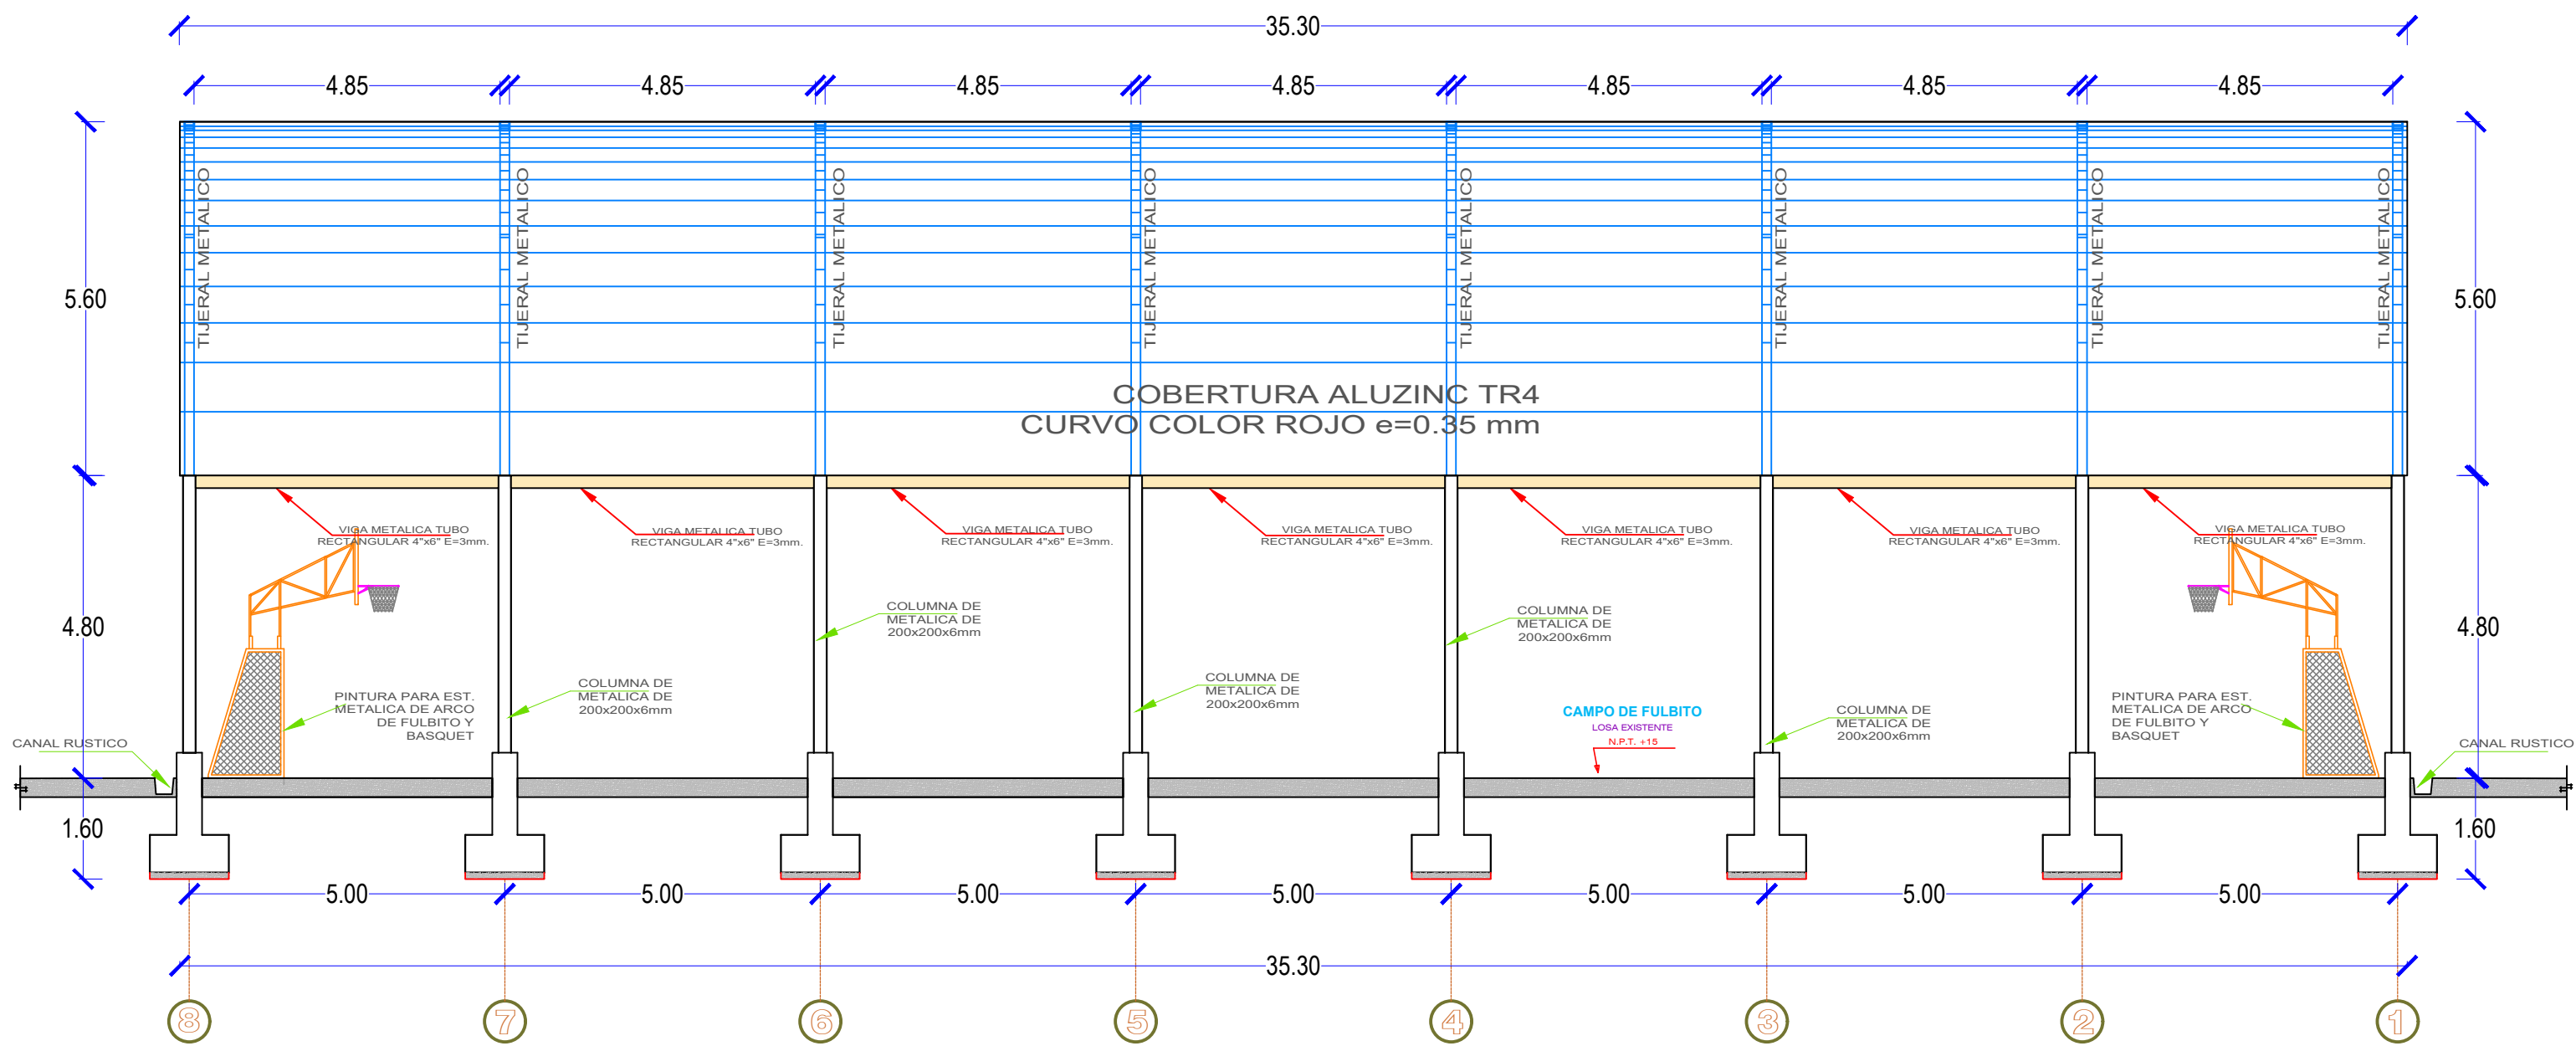 35.30
4.85 4.85 4.85 4.85 4.85 4.85 4.85
TIJERAL METALICO
TIJERAL METALICO
TIJERAL METALICO
TIJERAL METALICO
TIJERAL METALICO
TIJERAL METALICO
TIJERAL METALICO
TIJERAL METALICO
5.60
5.60
COBERTURA ALUZINC TR4
CURVO COLOR ROJO e=0.35 mm
VIGA METALICA TUBO
RECTANGULAR 4"x6" E=3mm.
VIGA METALICA TUBO
RECTANGULAR 4"x6" E=3mm.
VIGA METALICA TUBO
RECTANGULAR 4"x6" E=3mm.
VIGA METALICA TUBO
RECTANGULAR 4"x6" E=3mm.
VIGA METALICA TUBO
RECTANGULAR 4"x6" E=3mm.
VIGA METALICA TUBO
RECTANGULAR 4"x6" E=3mm.
VIGA METALICA TUBO
RECTANGULAR 4"x6" E=3mm.
4.80
4.80
COLUMNA DE
METALICA DE
200x200x6mm
COLUMNA DE
METALICA DE
200x200x6mm
COLUMNA DE
METALICA DE
200x200x6mm
COLUMNA DE
METALICA DE
200x200x6mm
COLUMNA DE
METALICA DE
200x200x6mm
PINTURA PARA EST.
METALICA DE ARCO
DE FULBITO Y
BASQUET
PINTURA PARA EST.
METALICA DE ARCO
DE FULBITO Y
BASQUET
CAMPO DE FULBITO
LOSA EXISTENTE
N.P.T. +15
CANAL RUSTICO
CANAL RUSTICO
1.60
1.60
5.00 5.00 5.00 5.00 5.00 5.00 5.00
35.30
8 7 6 5 4 3 2 1